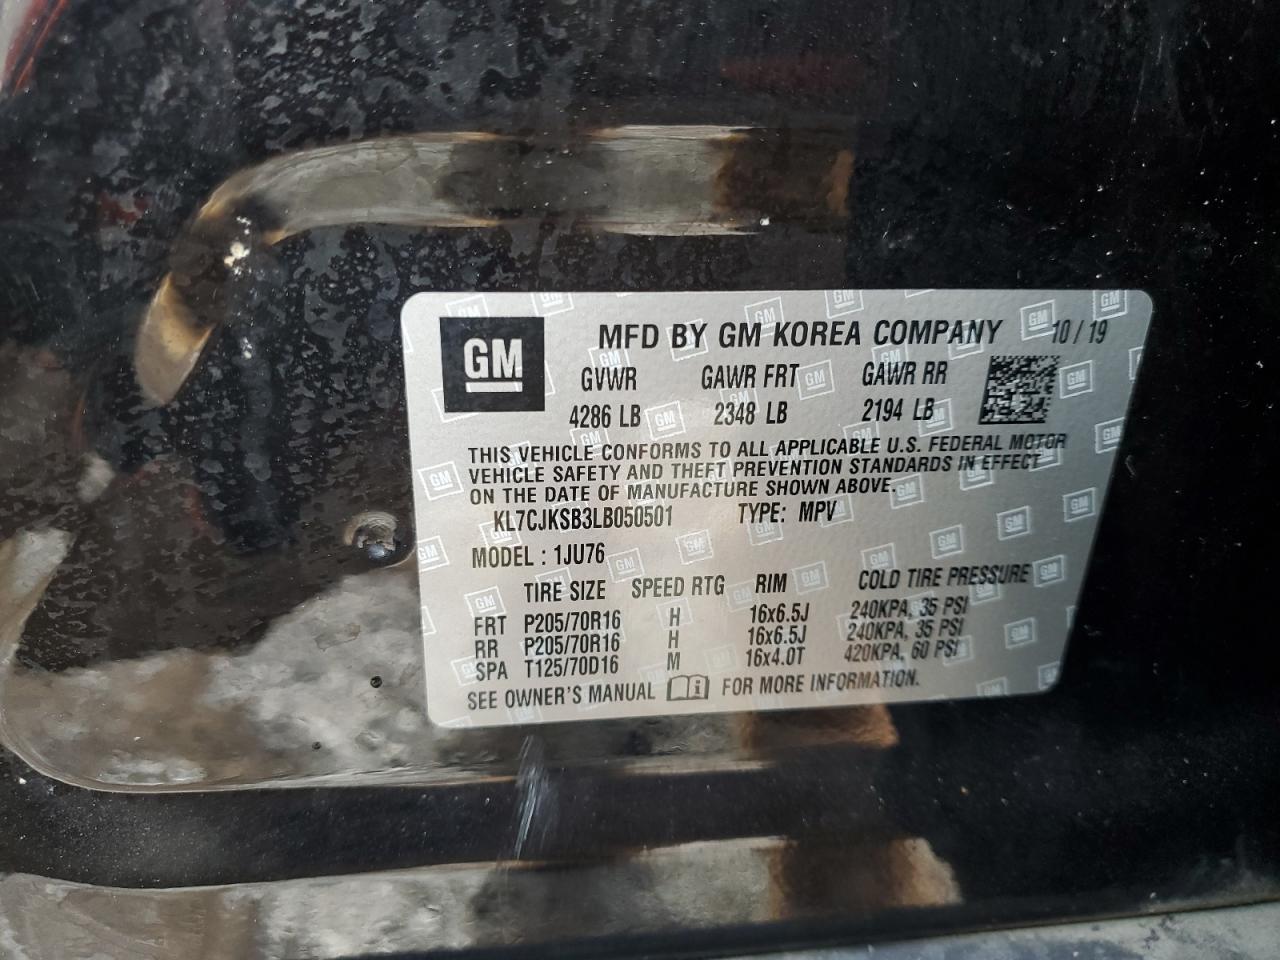 GM
MFD BY GM KOREA COMPANY 10 / 19
GVWR GAWR FRT GAWR RR
4286 LB 2348 LB 2194 LB
THIS VEHICLE CONFORMS TO ALL APPLICABLE U.S. FEDERAL MOTOR
VEHICLE SAFETY AND THEFT PREVENTION STANDARDS IN EFFECT
ON THE DATE OF MANUFACTURE SHOWN ABOVE.
KL7CJKSB3LB050501 TYPE: MPV
MODEL : 1JU76
TIRE SIZE SPEED RTG RIM COLD TIRE PRESSURE
FRT P205/70R16 H 16x6.5J 240KPA, 35 PSI
RR P205/70R16 H 16x6.5J 240KPA, 35 PSI
SPA T125/70D16 M 16x4.0T 420KPA, 60 PSI
SEE OWNER'S MANUAL FOR MORE INFORMATION.